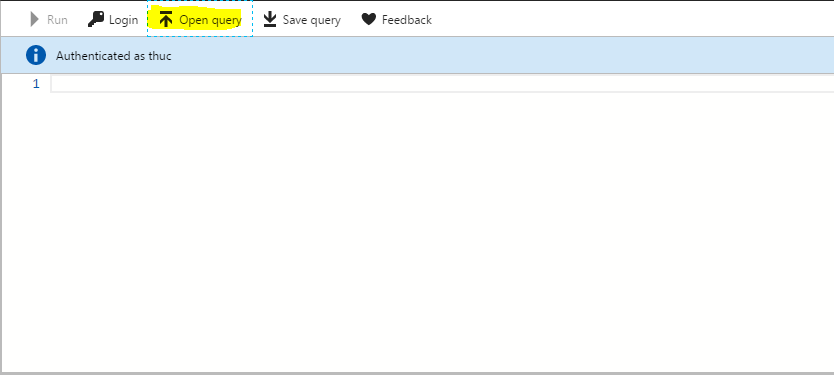 Run Login Open query Save query Feedback
Authenticated as thuc
1